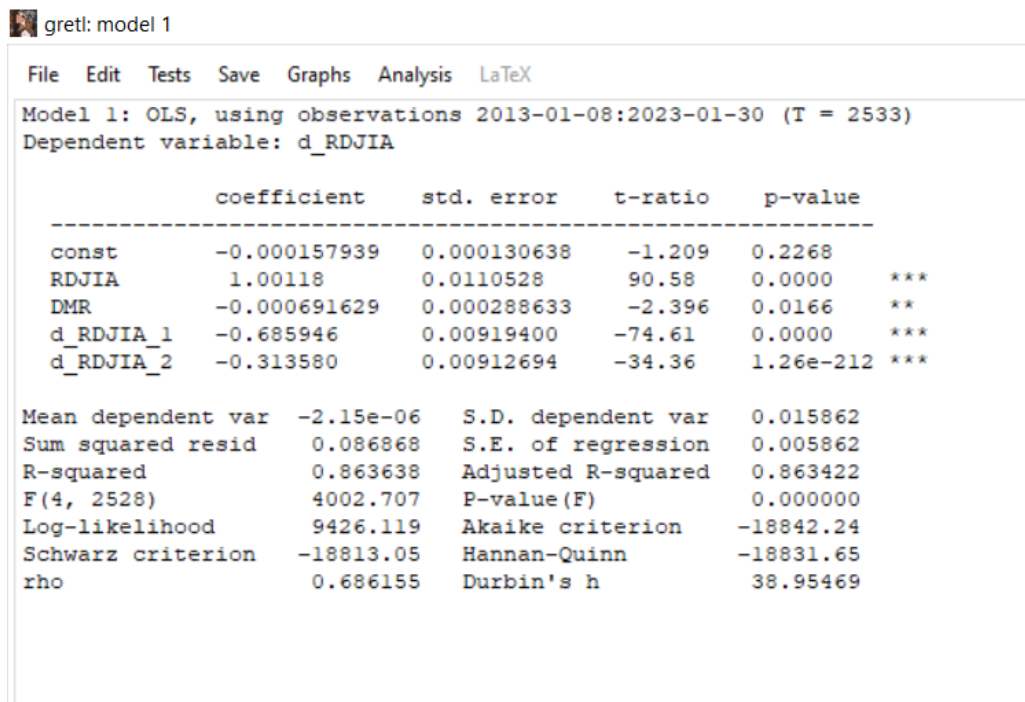 gretl: model 1
File Edit Tests Save Graphs Analysis LaTeX
Model 1: OLS, using observations 2013-01-08:2023-01-30 (T = 2533)
Dependent variable: d_RDJIA
coefficient std. error t-ratio p-value
---------------------------------------------------------------
const -0.000157939 0.000130638 -1.209 0.2268
RDJIA 1.00118 0.0110528 90.58 0.0000 ***
DMR -0.000691629 0.000288633 -2.396 0.0166 **
d_RDJIA_1 -0.685946 0.00919400 -74.61 0.0000 ***
d_RDJIA_2 -0.313580 0.00912694 -34.36 1.26e-212 ***
Mean dependent var -2.15e-06 S.D. dependent var 0.015862
Sum squared resid 0.086868 S.E. of regression 0.005862
R-squared 0.863638 Adjusted R-squared 0.863422
F(4, 2528) 4002.707 P-value(F) 0.000000
Log-likelihood 9426.119 Akaike criterion -18842.24
Schwarz criterion -18813.05 Hannan-Quinn -18831.65
rho 0.686155 Durbin's h 38.95469